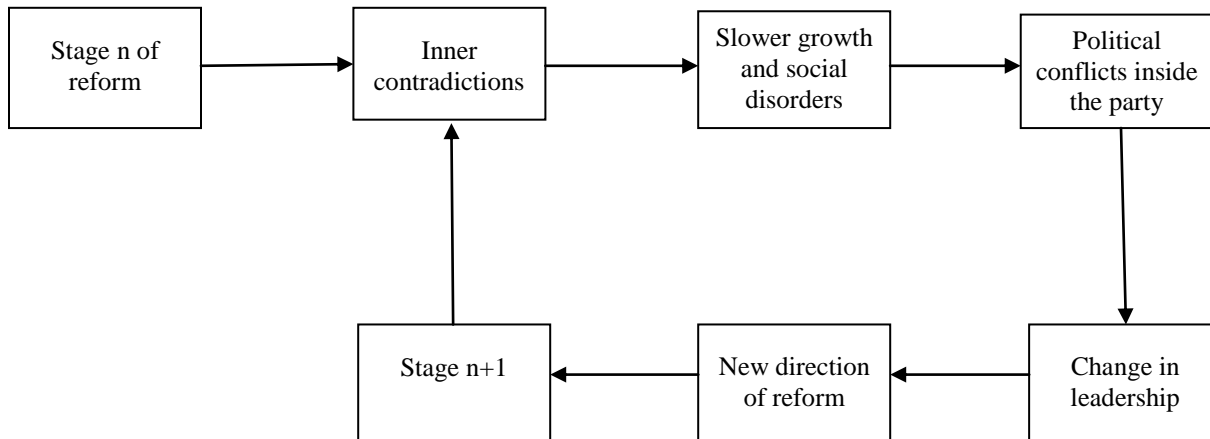 Stage n of
reform
Inner
contradictions
Slower growth
and social
disorders
Political
conflicts inside
the party
Stage n+1
New direction
of reform
Change in
leadership